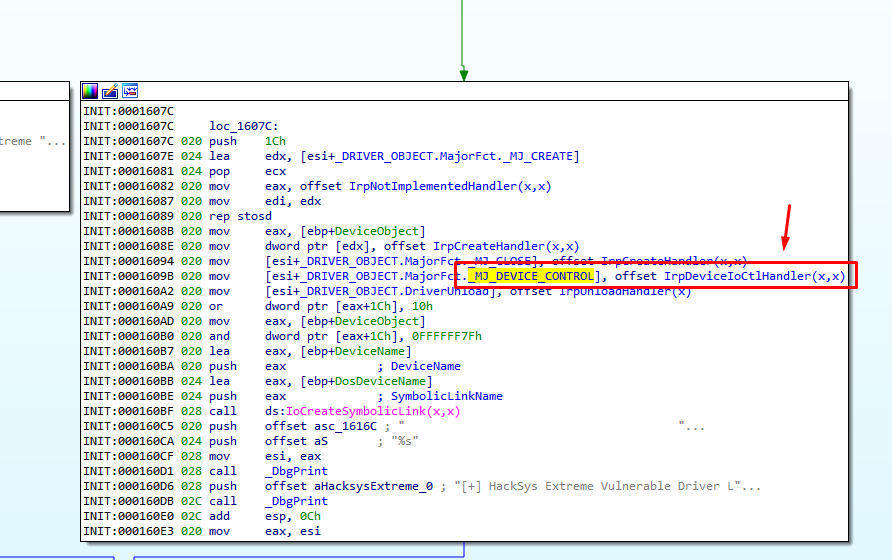 INIT:0001607C
INIT:0001607C loc_1607C:
treme "...
INIT:0001607C 020 push 1Ch
INIT:0001607E 024 lea edx, [esi+_DRIVER_OBJECT.MajorFct._MJ_CREATE]
INIT:00016081 024 pop ecx
INIT:00016082 020 mov eax, offset IrpNotImplementedHandler(x,x)
INIT:00016087 020 mov edi, edx
INIT:00016089 020 rep stosd
INIT:0001608B 020 mov eax, [ebp+DeviceObject]
INIT:0001608E 020 mov dword ptr [edx], offset IrpCreateHandler(x,x)
INIT:00016094 020 mov [esi+_DRIVER_OBJECT.MajorFct._MJ_CLOSE], offset IrpCreateHandler(x,x)
INIT:0001609B 020 mov [esi+_DRIVER_OBJECT.MajorFct._MJ_DEVICE_CONTROL], offset IrpDeviceIoCtlHandler(x,x)
INIT:000160A2 020 mov [esi+_DRIVER_OBJECT.DriverUnload], offset IrpUnloadHandler(x)
INIT:000160A9 020 or dword ptr [eax+1Ch], 10h
INIT:000160AD 020 mov eax, [ebp+DeviceObject]
INIT:000160B0 020 and dword ptr [eax+1Ch], 0FFFFFF7Fh
INIT:000160B7 020 lea eax, [ebp+DeviceName]
INIT:000160BA 020 push eax ; DeviceName
INIT:000160BB 024 lea eax, [ebp+DosDeviceName]
INIT:000160BE 024 push eax ; SymbolicLinkName
INIT:000160BF 028 call ds:IoCreateSymbolicLink(x,x)
INIT:000160C5 020 push offset asc_1616C ; " "...
INIT:000160CA 024 push offset aS ; "%s"
INIT:000160CF 028 mov esi, eax
INIT:000160D1 028 call _DbgPrint
INIT:000160D6 028 push offset aHacksysExtreme_0 ; "[+] HackSys Extreme Vulnerable Driver L"...
INIT:000160DB 02C call _DbgPrint
INIT:000160E0 02C add esp, 0Ch
INIT:000160E3 020 mov eax, esi